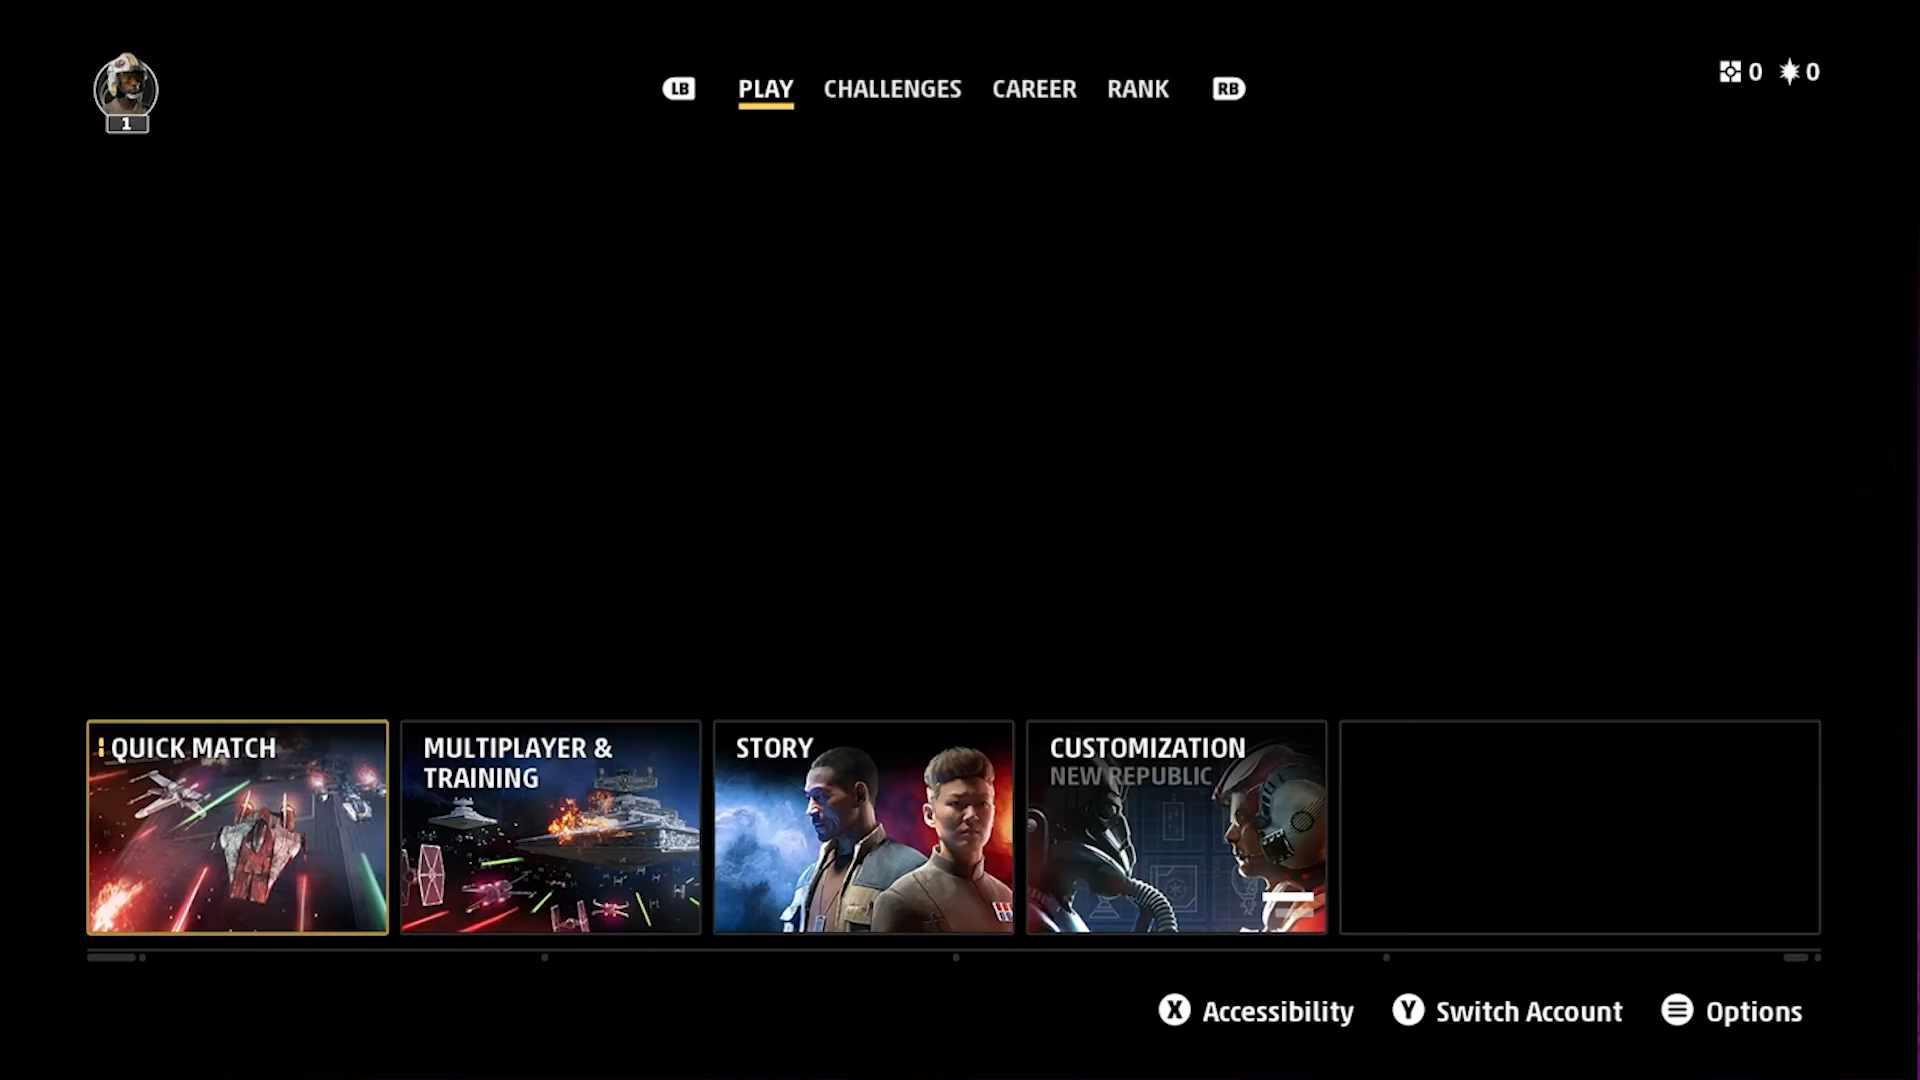 1
LB PLAY CHALLENGES CAREER RANK RB
0 0
QUICK MATCH
MULTIPLAYER &
TRAINING
STORY
CUSTOMIZATION
NEW REPUBLIC
X Accessibility Y Switch Account Options